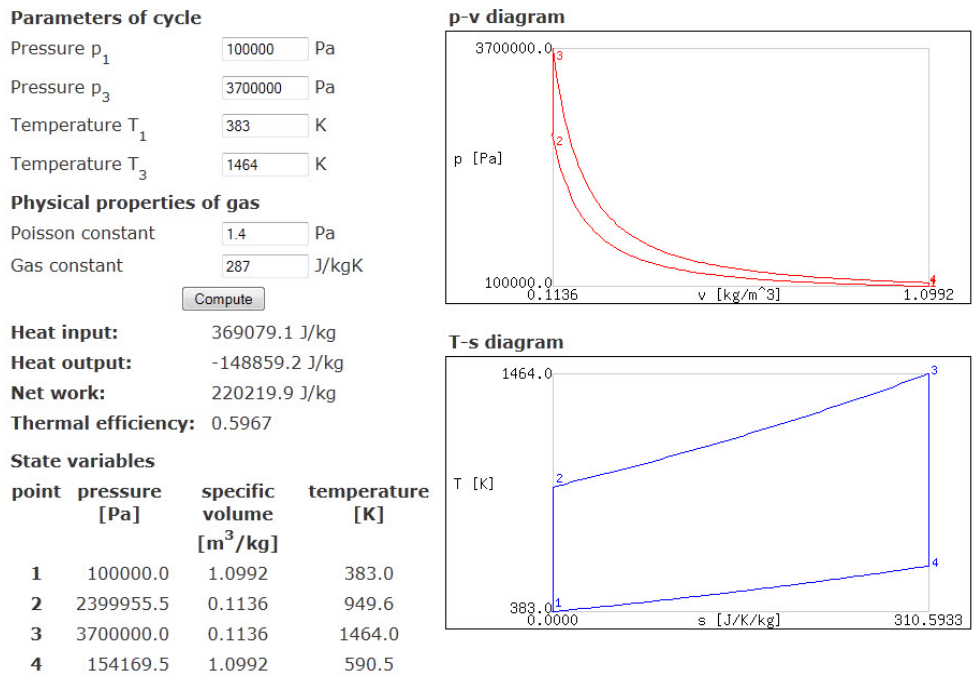 Parameters of cycle
Pressure p1 100000 Pa
Pressure p3 3700000 Pa
Temperature T1 383 K
Temperature T3 1464 K
Physical properties of gas
Poisson constant 1.4 Pa
Gas constant 287 J/kgK
Compute
Heat input: 369079.1 J/kg
Heat output: -148859.2 J/kg
Net work: 220219.9 J/kg
Thermal efficiency: 0.5967
State variables
point pressure specific temperature
[Pa] volume [K]
[m3/kg]
1 100000.0 1.0992 383.0
2 2399955.5 0.1136 949.6
3 3700000.0 0.1136 1464.0
4 154169.5 1.0992 590.5
p-v diagram
3700000.0
3
2
p [Pa]
4
1
100000.0
0.1136 v [kg/m^3] 1.0992
T-s diagram
1464.0 3
2
T [K]
4
383.0 1
0.0000 s [J/K/kg] 310.5933